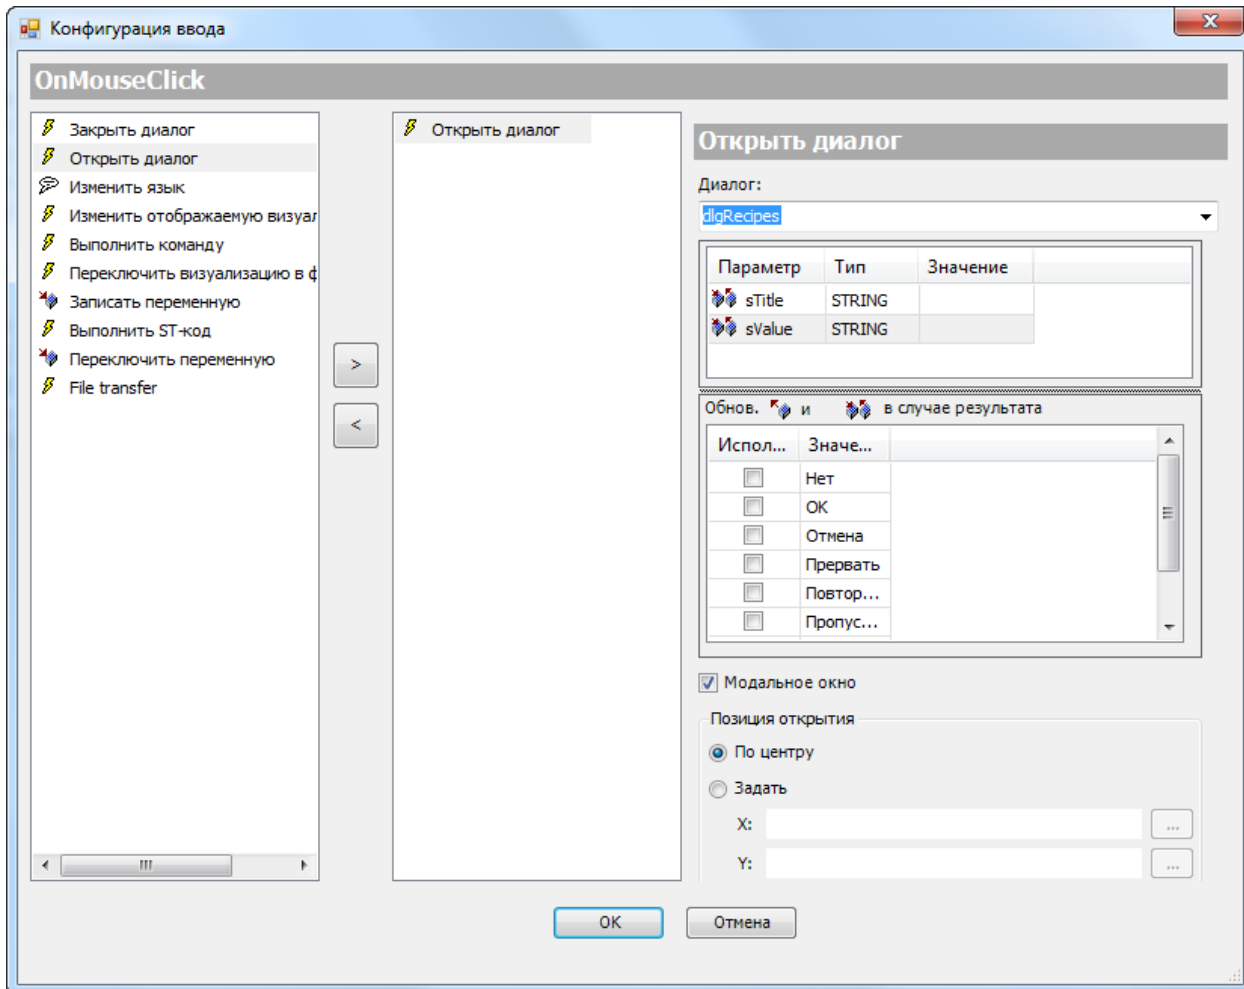 Конфигурация ввода
OnMouseClick
Закрыть диалог
Открыть диалог
Изменить язык
Изменить отображаемую визуал
Выполнить команду
Переключить визуализацию в ф
Записать переменную
Выполнить ST-код
Переключить переменную
File transfer
>
<
Открыть диалог
Открыть диалог
Диалог:
dlgRecipes
Параметр Тип Значение
sTitle STRING
sValue STRING
Обнов. и в случае результата
Испол... Значе...
Нет
OK
Отмена
Прервать
Повтор...
Пропус...
Модальное окно
Позиция открытия
По центру
Задать
X: ...
Y: ...
OK Отмена